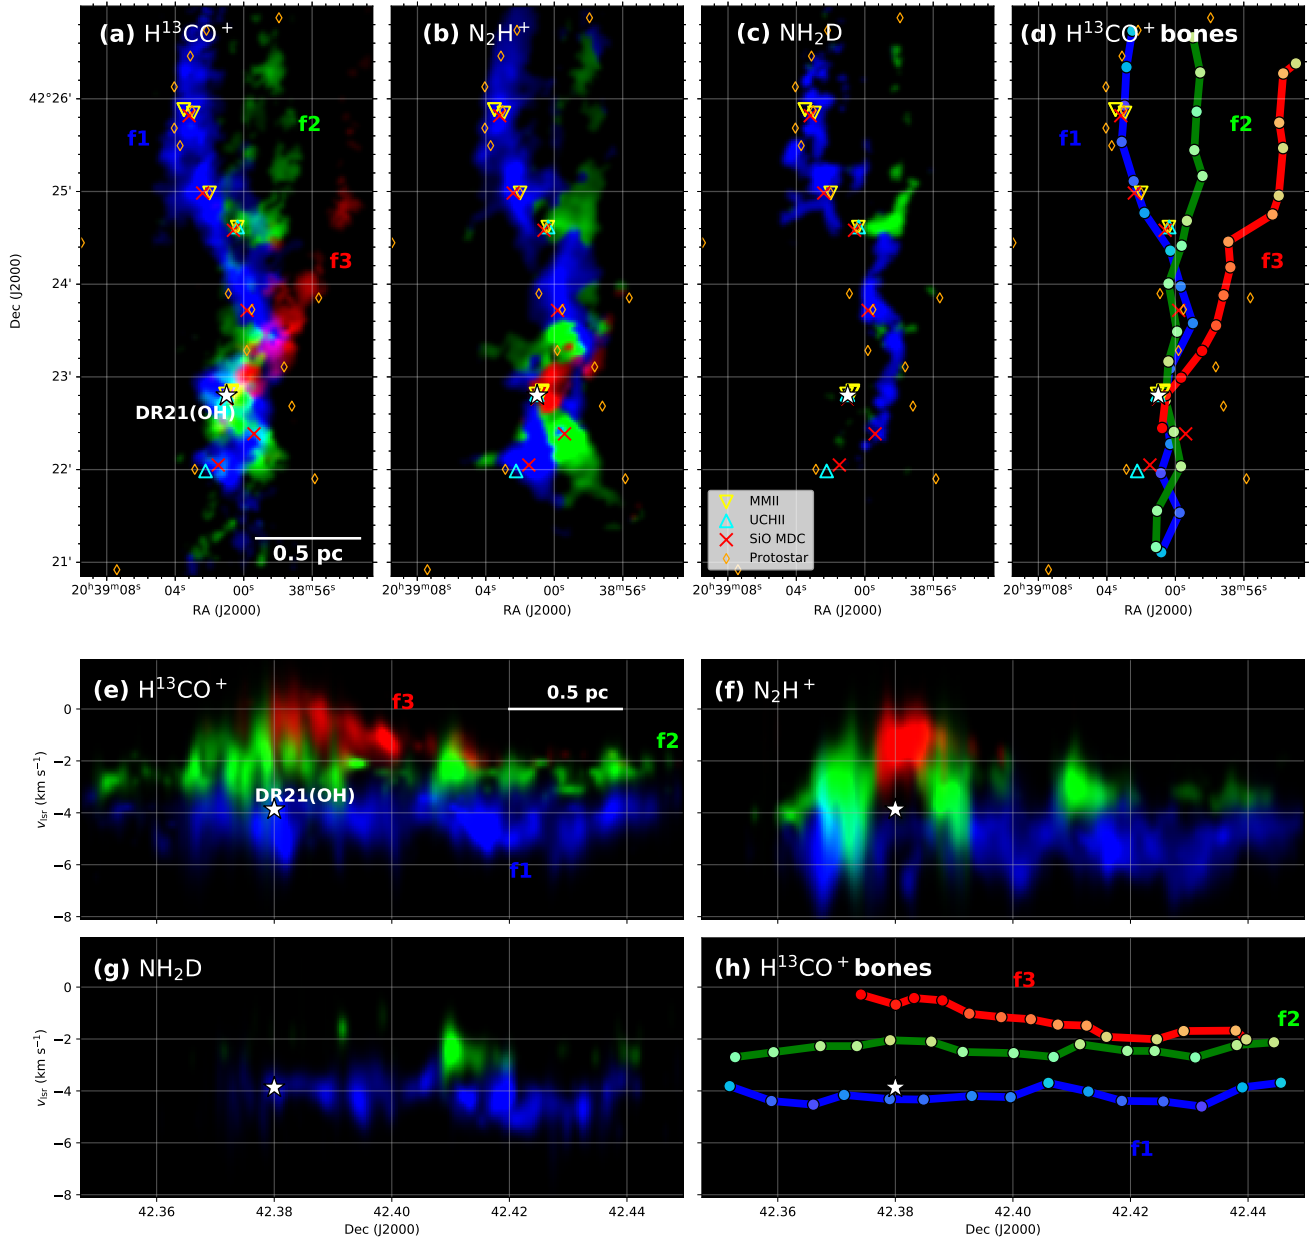 (a) H¹³CO⁺
(b) N₂H⁺
(c) NH₂D
(d) H¹³CO⁺ bones
42°26'
25'
24'
23'
22'
21'
Dec (J2000)
f1
f2
f3
DR21(OH)
0.5 pc
MMII
UCHII
SiO MDC
Protostar
f1
f2
f3
20ʰ39ᵐ08ˢ 04ˢ 00ˢ 38ᵐ56ˢ
20ʰ39ᵐ08ˢ 04ˢ 00ˢ 38ᵐ56ˢ
20ʰ39ᵐ08ˢ 04ˢ 00ˢ 38ᵐ56ˢ
20ʰ39ᵐ08ˢ 04ˢ 00ˢ 38ᵐ56ˢ
RA (J2000)
RA (J2000)
RA (J2000)
RA (J2000)
(e) H¹³CO⁺
f3
0.5 pc
f2
DR21(OH)
f1
0
−2
−4
−6
−8
v_lsr (km s⁻¹)
(f) N₂H⁺
(g) NH₂D
0
−2
−4
−6
−8
v_lsr (km s⁻¹)
42.36 42.38 42.40 42.42 42.44
Dec (J2000)
(h) H¹³CO⁺ bones
f3
f2
f1
42.36 42.38 42.40 42.42 42.44
Dec (J2000)